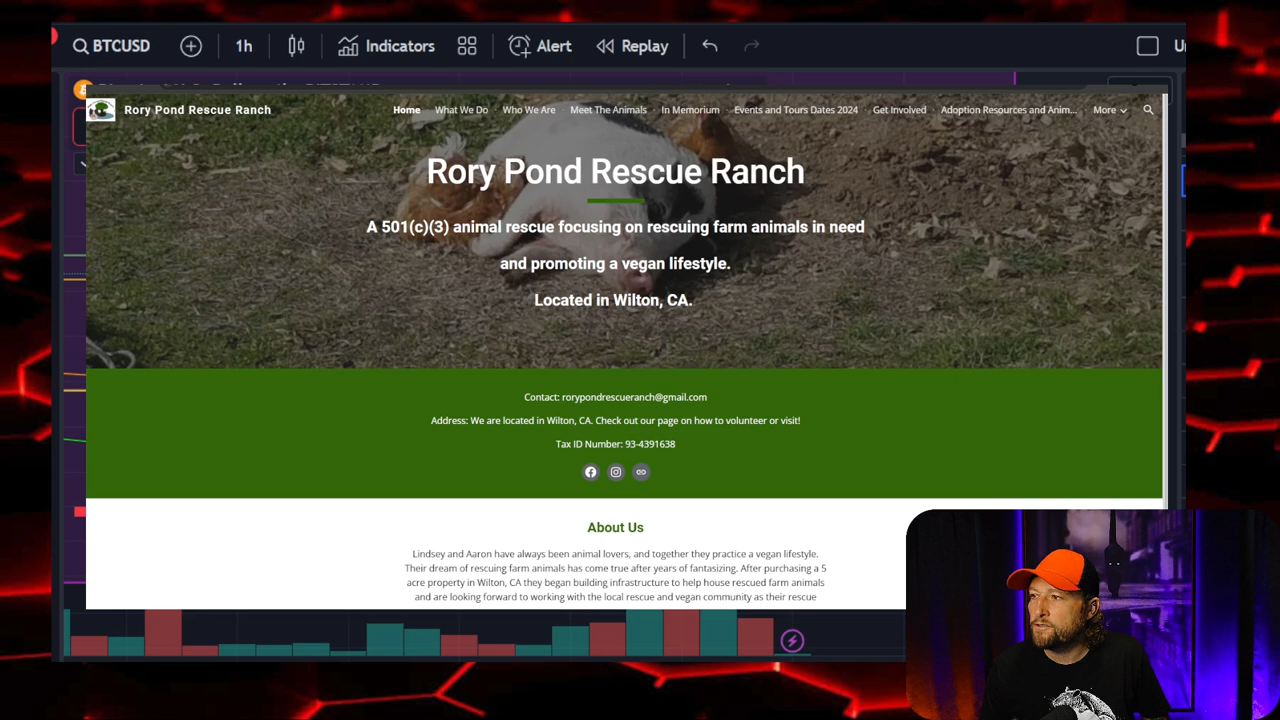 BTCUSD
1h
Indicators
Alert
Replay
Rory Pond Rescue Ranch
Home
What We Do
Who We Are
Meet The Animals
In Memorium
Events and Tours Dates 2024
Get Involved
Adoption Resources and Anim...
More
Rory Pond Rescue Ranch
A 501(c)(3) animal rescue focusing on rescuing farm animals in need
and promoting a vegan lifestyle.
Located in Wilton, CA.
Contact: rorypondrescueranch@gmail.com
Address: We are located in Wilton, CA. Check out our page on how to volunteer or visit!
Tax ID Number: 93-4391638
About Us
Lindsey and Aaron have always been animal lovers, and together they practice a vegan lifestyle.
Their dream of rescuing farm animals has come true after years of fantasizing. After purchasing a 5
acre property in Wilton, CA they began building infrastructure to help house rescued farm animals
and are looking forward to working with the local rescue and vegan community as their rescue